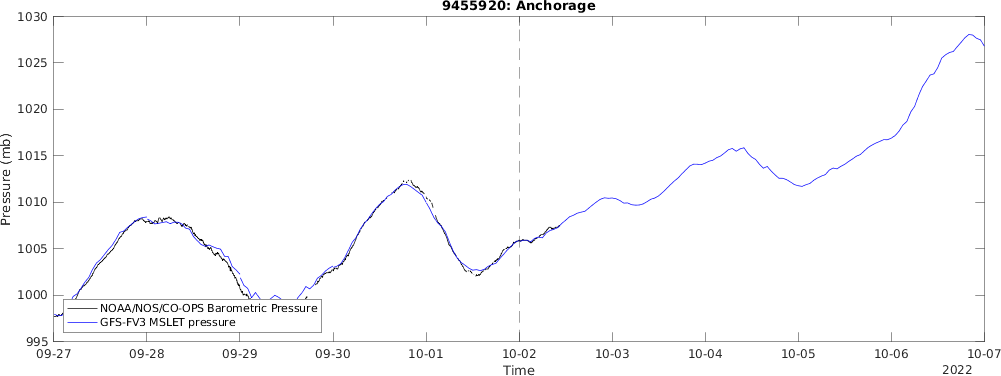 9455920: Anchorage
1030
1025
1020
1015
1010
1005
1000
995
Pressure (mb)
NOAA/NOS/CO-OPS Barometric Pressure
GFS-FV3 MSLET pressure
09-27 09-28 09-29 09-30 10-01 10-02 10-03 10-04 10-05 10-06 10-07
Time
2022